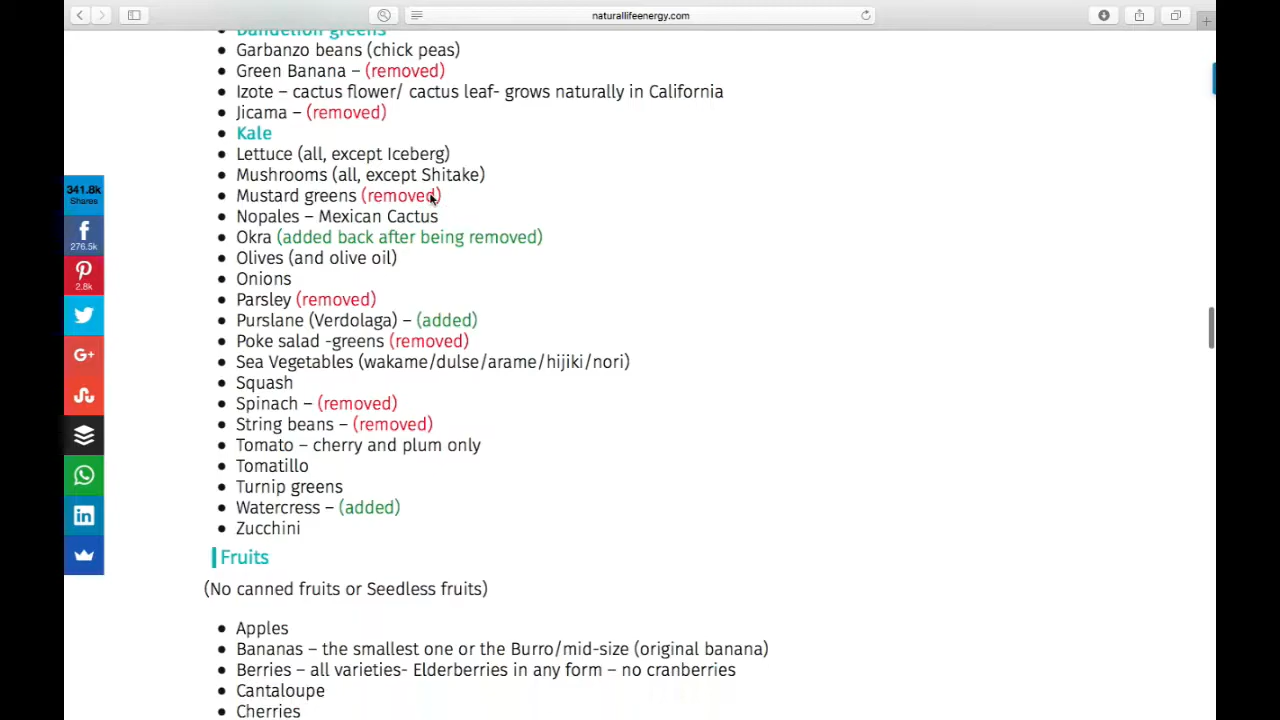 naturallifeenergy.com
Dandelion greens
Garbanzo beans (chick peas)
Green Banana – (removed)
Izote – cactus flower/ cactus leaf- grows naturally in California
Jicama – (removed)
Kale
Lettuce (all, except Iceberg)
Mushrooms (all, except Shitake)
Mustard greens (removed)
Nopales – Mexican Cactus
Okra (added back after being removed)
Olives (and olive oil)
Onions
Parsley (removed)
Purslane (Verdolaga) – (added)
Poke salad -greens (removed)
Sea Vegetables (wakame/dulse/arame/hijiki/nori)
Squash
Spinach – (removed)
String beans – (removed)
Tomato – cherry and plum only
Tomatillo
Turnip greens
Watercress – (added)
Zucchini
Fruits
(No canned fruits or Seedless fruits)
Apples
Bananas – the smallest one or the Burro/mid-size (original banana)
Berries – all varieties- Elderberries in any form – no cranberries
Cantaloupe
Cherries
341.8k
Shares
276.5k
2.8k
G+
in